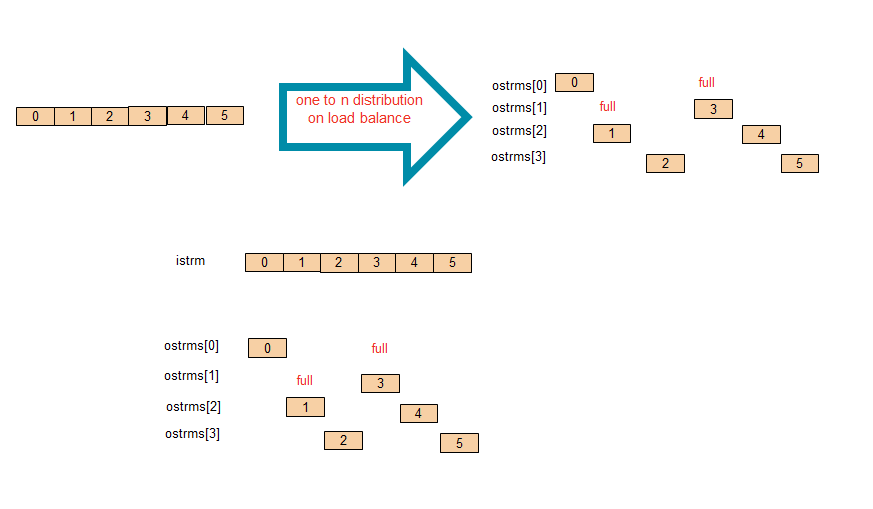 0 1 2 3 4 5
one to n distribution
on load balance
ostrms[0] 0 full
ostrms[1] full 3
ostrms[2] 1 4
ostrms[3] 2 5
istrm 0 1 2 3 4 5
ostrms[0] 0 full
ostrms[1] full 3
ostrms[2] 1 4
ostrms[3] 2 5